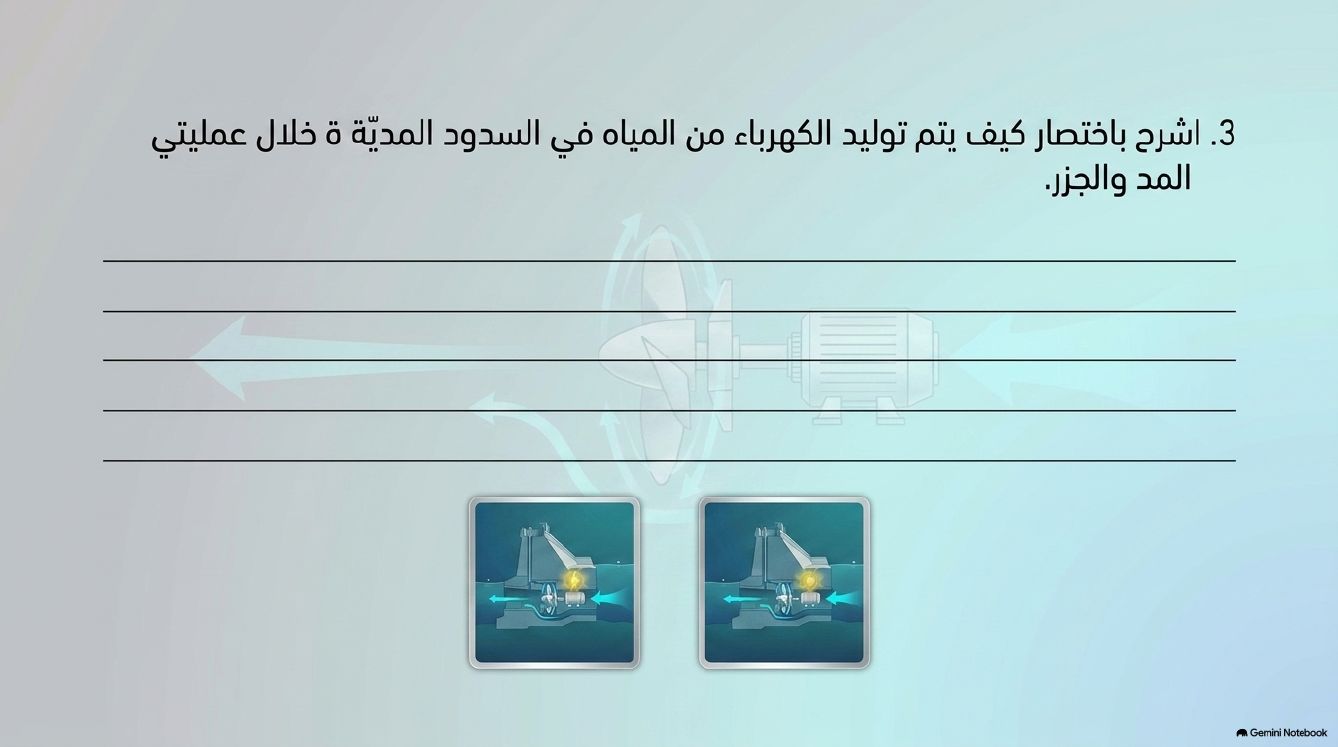 3. اشرح باختصار كيف يتم توليد الكهرباء من المياه في السدود المديّة ة خلال عمليتي
المد والجزر.
Gemini Notebook